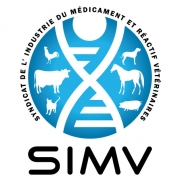 SYNDICAT DE L'INDUSTRIE DU MÉDICAMENT ET RÉACTIF VÉTÉRINAIRES
SIMV